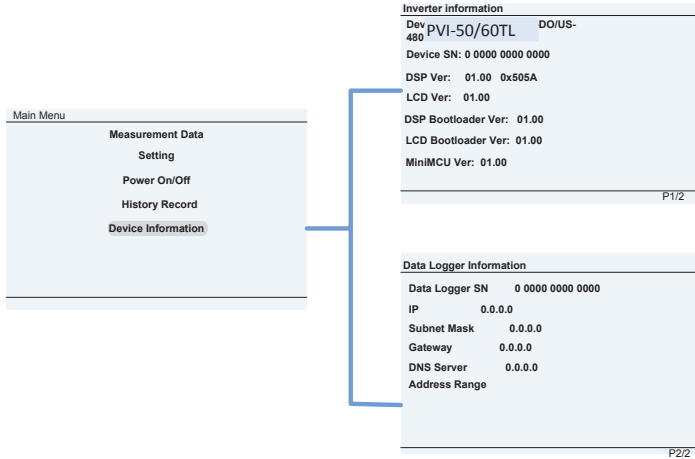 Main Menu
Measurement Data
Setting
Power On/Off
History Record
Device Information
Inverter information
Dev PVI-50/60TL DO/US-
480
Device SN: 0 0000 0000 0000
DSP Ver: 01.00 0x505A
LCD Ver: 01.00
DSP Bootloader Ver: 01.00
LCD Bootloader Ver: 01.00
MiniMCU Ver: 01.00
P1/2
Data Logger Information
Data Logger SN 0 0000 0000 0000
IP 0.0.0.0
Subnet Mask 0.0.0.0
Gateway 0.0.0.0
DNS Server 0.0.0.0
Address Range
P2/2